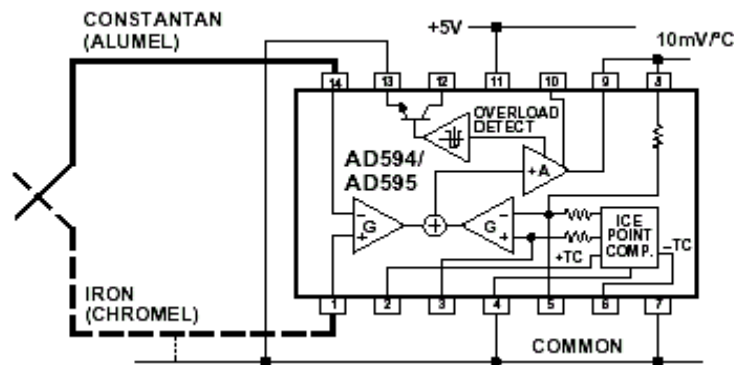 CONSTANTAN
(ALUMEL)
+5V
10mV/°C
14
13
12
11
10
9
8
OVERLOAD
DETECT
AD594/
AD595
+A
–
G
+
–
G
+
ICE
POINT
COMP.
–TC
+TC
IRON
(CHROMEL)
1
2
3
4
5
6
7
COMMON